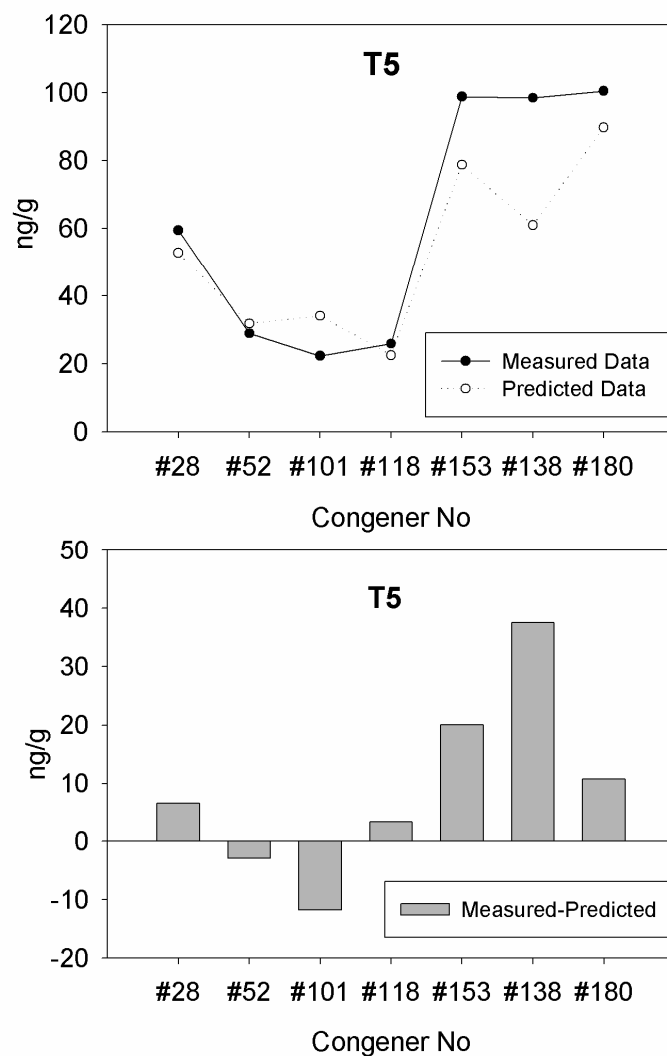 120
T5
100
80
ng/g
60
40
Measured Data
20
Predicted Data
0
#28 #52 #101 #118 #153 #138 #180
Congener No
50
T5
40
30
20
ng/g
10
0
-10
Measured-Predicted
-20
#28 #52 #101 #118 #153 #138 #180
Congener No